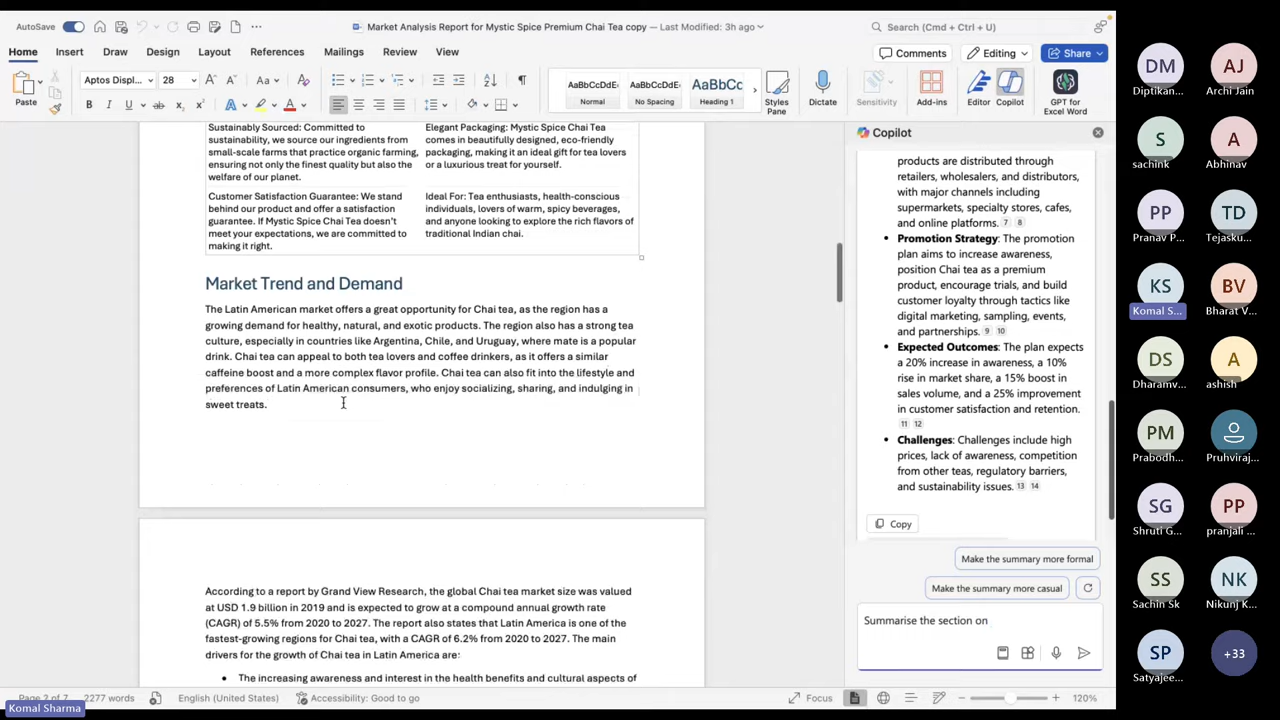 AutoSave
Market Analysis Report for Mystic Spice Premium Chai Tea copy — Last Modified: 3h ago
Search (Cmd + Ctrl + U)
Home Insert Draw Design Layout References Mailings Review View
Comments Editing Share
Paste
Aptos Displ... 28
AaBbCcDdE AaBbCcDdE AaBbCc
Normal No Spacing Heading 1
Styles Pane
Dictate
Sensitivity
Add-ins
Editor
Copilot
GPT for Excel Word
Sustainably Sourced: Committed to
sustainability, we source our ingredients from
small-scale farms that practice organic farming,
ensuring not only the finest quality but also the
welfare of our planet.
Elegant Packaging: Mystic Spice Chai Tea
comes in beautifully designed, eco-friendly
packaging, making it an ideal gift for tea lovers
or a luxurious treat for yourself.
Customer Satisfaction Guarantee: We stand
behind our product and offer a satisfaction
guarantee. If Mystic Spice Chai Tea doesn't
meet your expectations, we are committed to
making it right.
Ideal For: Tea enthusiasts, health-conscious
individuals, lovers of warm, spicy beverages,
and anyone looking to explore the rich flavors of
traditional Indian chai.
Market Trend and Demand
The Latin American market offers a great opportunity for Chai tea, as the region has a
growing demand for healthy, natural, and exotic products. The region also has a strong tea
culture, especially in countries like Argentina, Chile, and Uruguay, where mate is a popular
drink. Chai tea can appeal to both tea lovers and coffee drinkers, as it offers a similar
caffeine boost and a more complex flavor profile. Chai tea can also fit into the lifestyle and
preferences of Latin American consumers, who enjoy socializing, sharing, and indulging in
sweet treats.
According to a report by Grand View Research, the global Chai tea market size was valued
at USD 1.9 billion in 2019 and is expected to grow at a compound annual growth rate
(CAGR) of 5.5% from 2020 to 2027. The report also states that Latin America is one of the
fastest-growing regions for Chai tea, with a CAGR of 6.2% from 2020 to 2027. The main
drivers for the growth of Chai tea in Latin America are:
• The increasing awareness and interest in the health benefits and cultural aspects of
Copilot
products are distributed through
retailers, wholesalers, and distributors,
with major channels including
supermarkets, specialty stores, cafes,
and online platforms. 7 8
• Promotion Strategy: The promotion
plan aims to increase awareness,
position Chai tea as a premium
product, encourage trials, and build
customer loyalty through tactics like
digital marketing, sampling, events,
and partnerships. 9 10
• Expected Outcomes: The plan expects
a 20% increase in awareness, a 10%
rise in market share, a 15% boost in
sales volume, and a 25% improvement
in customer satisfaction and retention.
11 12
• Challenges: Challenges include high
prices, lack of awareness, competition
from other teas, regulatory barriers,
and sustainability issues. 13 14
Copy
Make the summary more formal
Make the summary more casual
Summarise the section on
Page 2 of 7 2277 words English (United States) Accessibility: Good to go Focus 120%
Komal Sharma
DM AJ
Diptikan... Archi Jain
S A
sachink Abhinav
PP TD
Pranav P... Tejasku...
KS BV
Komal S... Bharat V...
DS A
Dharamv... ashish
PM
Prabodh... Pruhviraj...
SG PP
Shruti G... pranjali ...
SS NK
Sachin Sk Nikunj K...
SP +33
Satyajee...